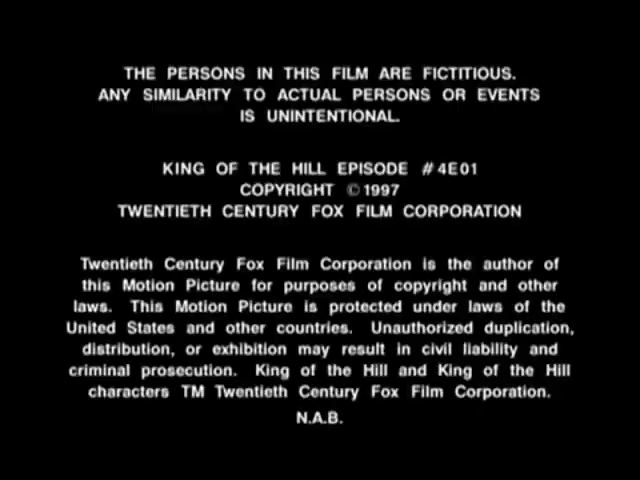 THE PERSONS IN THIS FILM ARE FICTITIOUS.
ANY SIMILARITY TO ACTUAL PERSONS OR EVENTS
IS UNINTENTIONAL.
KING OF THE HILL EPISODE #4E01
COPYRIGHT ©1997
TWENTIETH CENTURY FOX FILM CORPORATION
Twentieth Century Fox Film Corporation is the author of
this Motion Picture for purposes of copyright and other
laws. This Motion Picture is protected under laws of the
United States and other countries. Unauthorized duplication,
distribution, or exhibition may result in civil liability and
criminal prosecution. King of the Hill and King of the Hill
characters TM Twentieth Century Fox Film Corporation.
N.A.B.